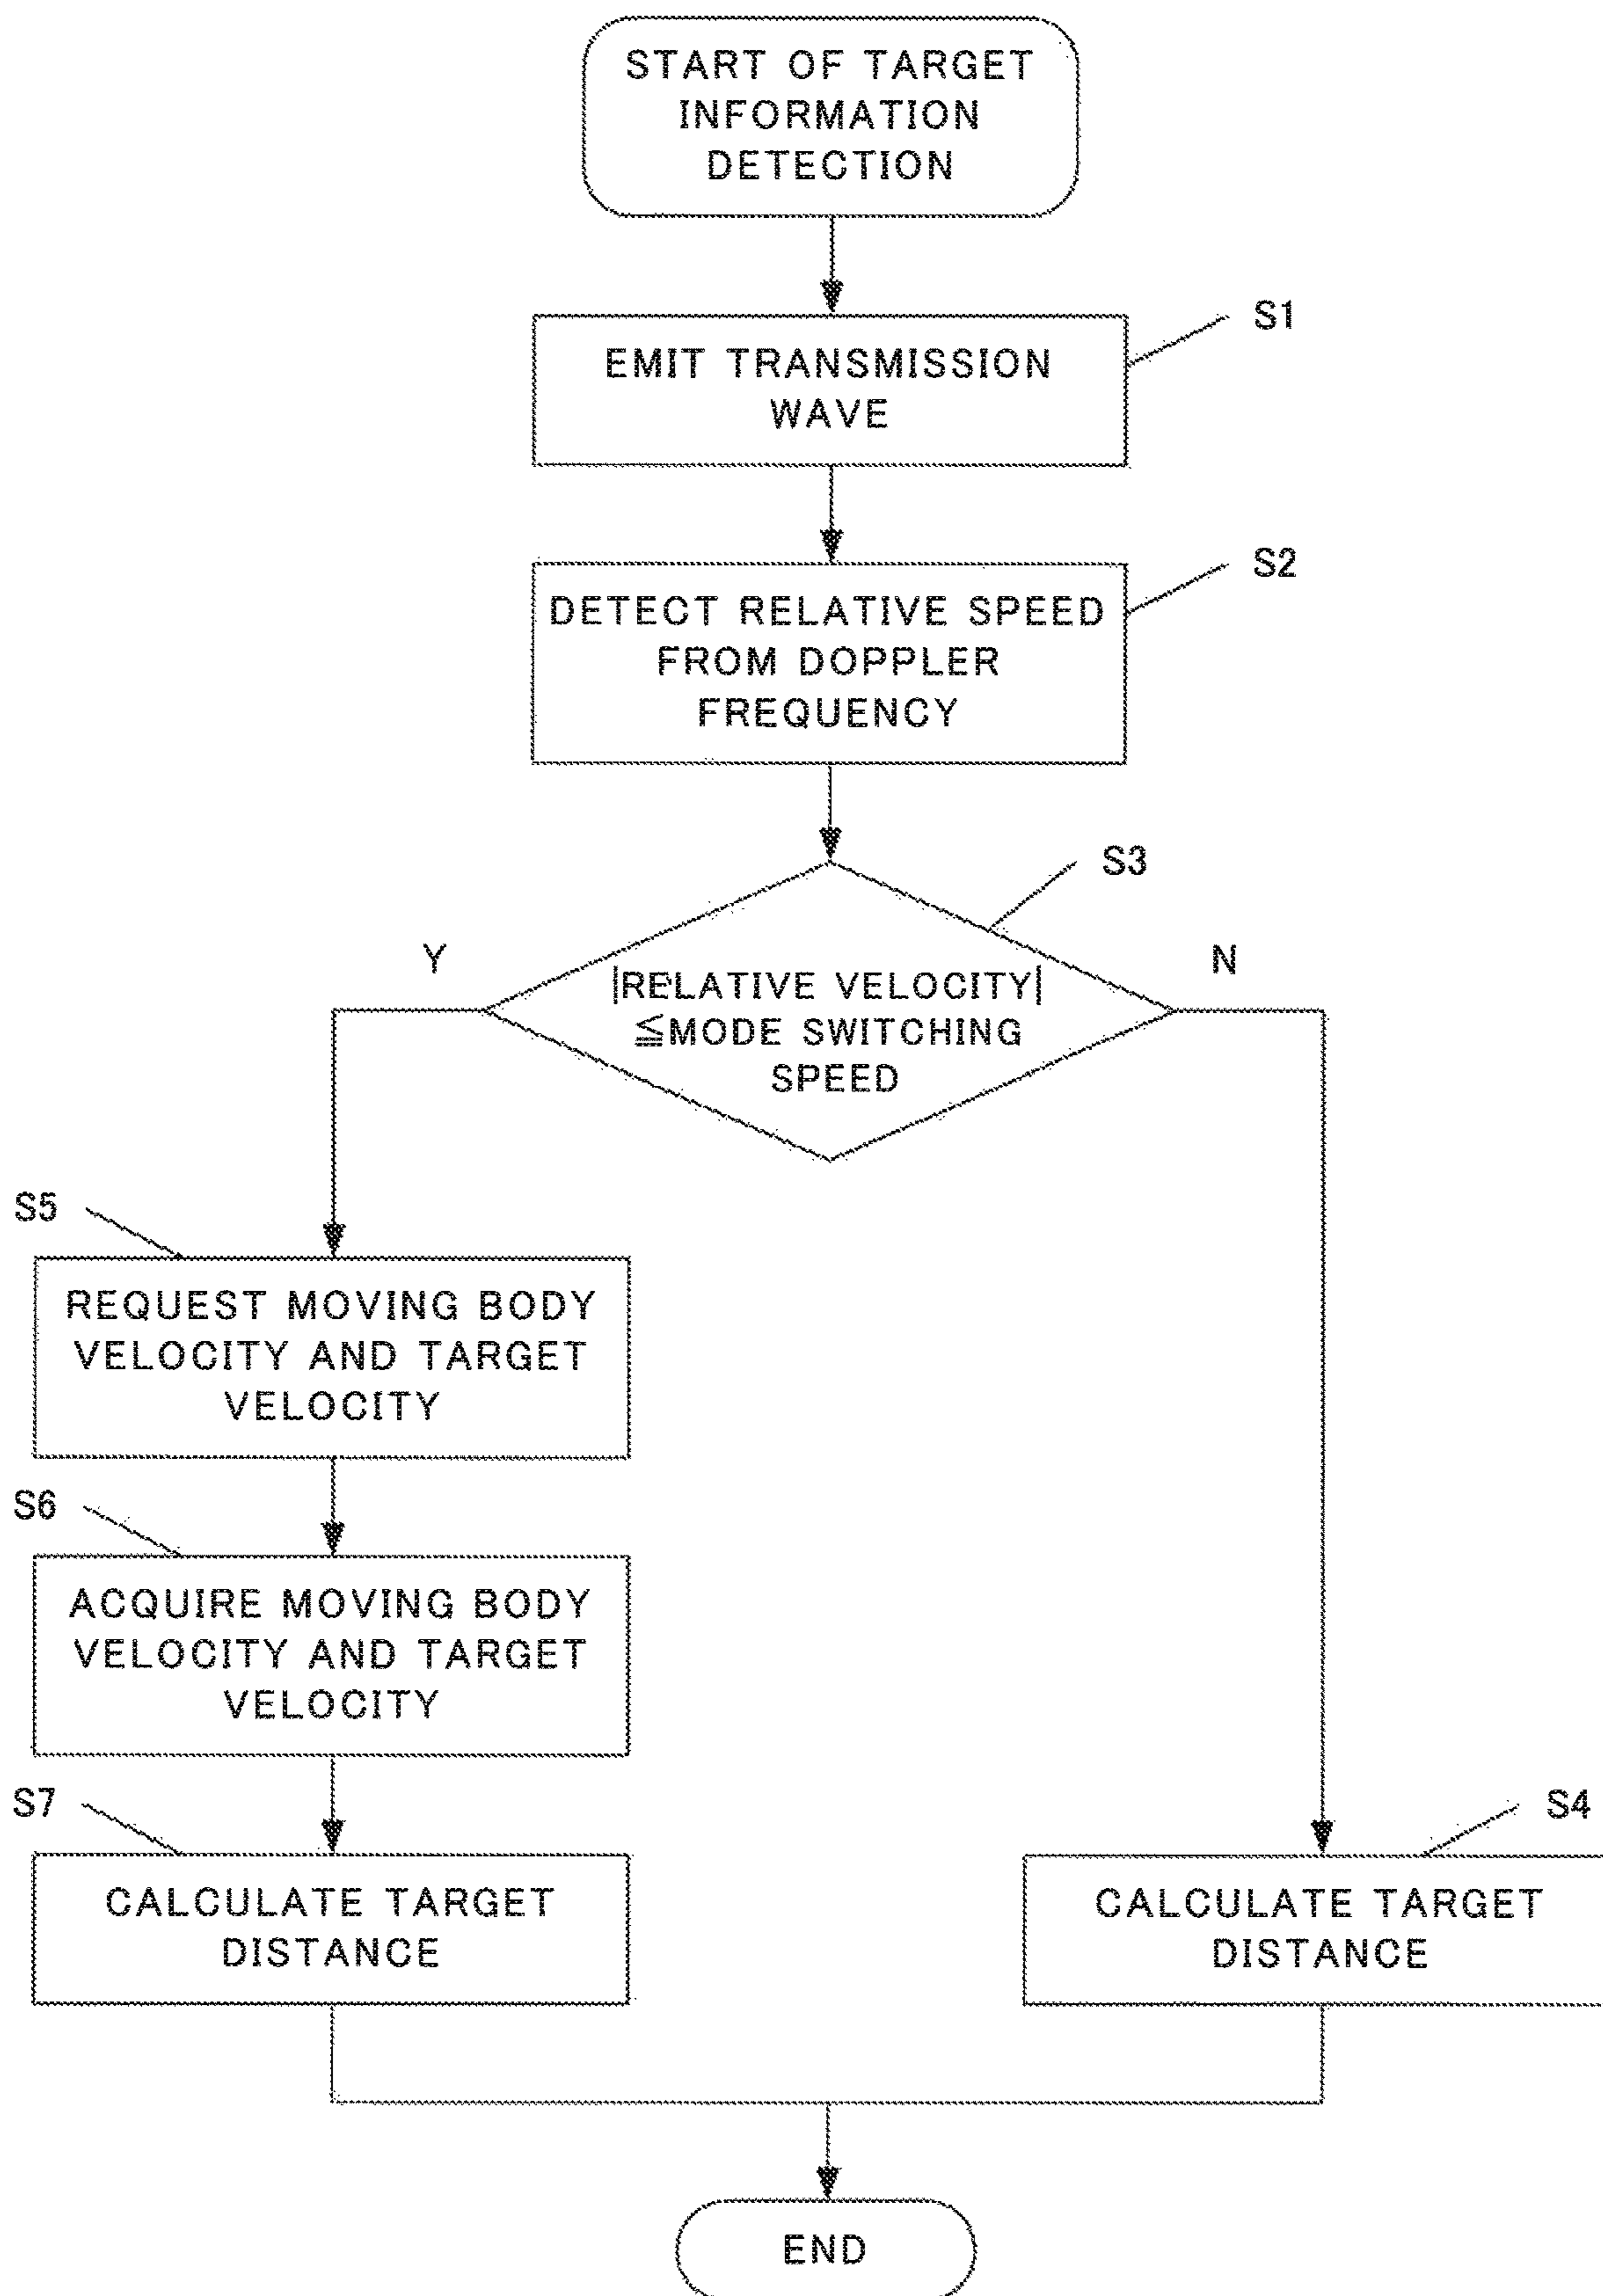 START OF TARGET
INFORMATION
DETECTION
S1
EMIT TRANSMISSION
WAVE
S2
DETECT RELATIVE SPEED
FROM DOPPLER
FREQUENCY
S3
Y
N
|RELATIVE VELOCITY|
≦MODE SWITCHING
SPEED
S5
REQUEST MOVING BODY
VELOCITY AND TARGET
VELOCITY
S6
ACQUIRE MOVING BODY
VELOCITY AND TARGET
VELOCITY
S7
CALCULATE TARGET
DISTANCE
S4
CALCULATE TARGET
DISTANCE
END